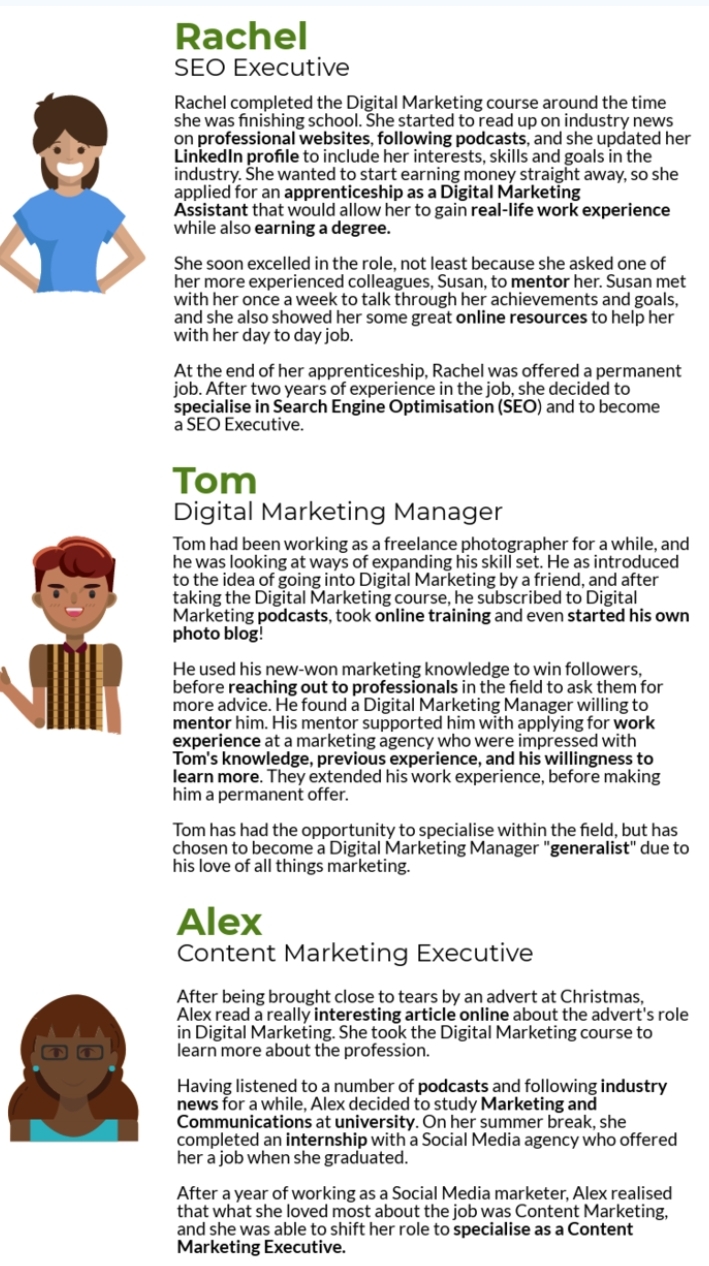 Rachel
SEO Executive
Rachel completed the Digital Marketing course around the time
she was finishing school. She started to read up on industry news
on professional websites, following podcasts, and she updated her
LinkedIn profile to include her interests, skills and goals in the
industry. She wanted to start earning money straight away, so she
applied for an apprenticeship as a Digital Marketing
Assistant that would allow her to gain real-life work experience
while also earning a degree.
She soon excelled in the role, not least because she asked one of
her more experienced colleagues, Susan, to mentor her. Susan met
with her once a week to talk through her achievements and goals,
and she also showed her some great online resources to help her
with her day to day job.
At the end of her apprenticeship, Rachel was offered a permanent
job. After two years of experience in the job, she decided to
specialise in Search Engine Optimisation (SEO) and to become
a SEO Executive.
Tom
Digital Marketing Manager
Tom had been working as a freelance photographer for a while, and
he was looking at ways of expanding his skill set. He as introduced
to the idea of going into Digital Marketing by a friend, and after
taking the Digital Marketing course, he subscribed to Digital
Marketing podcasts, took online training and even started his own
photo blog!
He used his new-won marketing knowledge to win followers,
before reaching out to professionals in the field to ask them for
more advice. He found a Digital Marketing Manager willing to
mentor him. His mentor supported him with applying for work
experience at a marketing agency who were impressed with
Tom's knowledge, previous experience, and his willingness to
learn more. They extended his work experience, before making
him a permanent offer.
Tom has had the opportunity to specialise within the field, but has
chosen to become a Digital Marketing Manager "generalist" due to
his love of all things marketing.
Alex
Content Marketing Executive
After being brought close to tears by an advert at Christmas,
Alex read a really interesting article online about the advert's role
in Digital Marketing. She took the Digital Marketing course to
learn more about the profession.
Having listened to a number of podcasts and following industry
news for a while, Alex decided to study Marketing and
Communications at university. On her summer break, she
completed an internship with a Social Media agency who offered
her a job when she graduated.
After a year of working as a Social Media marketer, Alex realised
that what she loved most about the job was Content Marketing,
and she was able to shift her role to specialise as a Content
Marketing Executive.